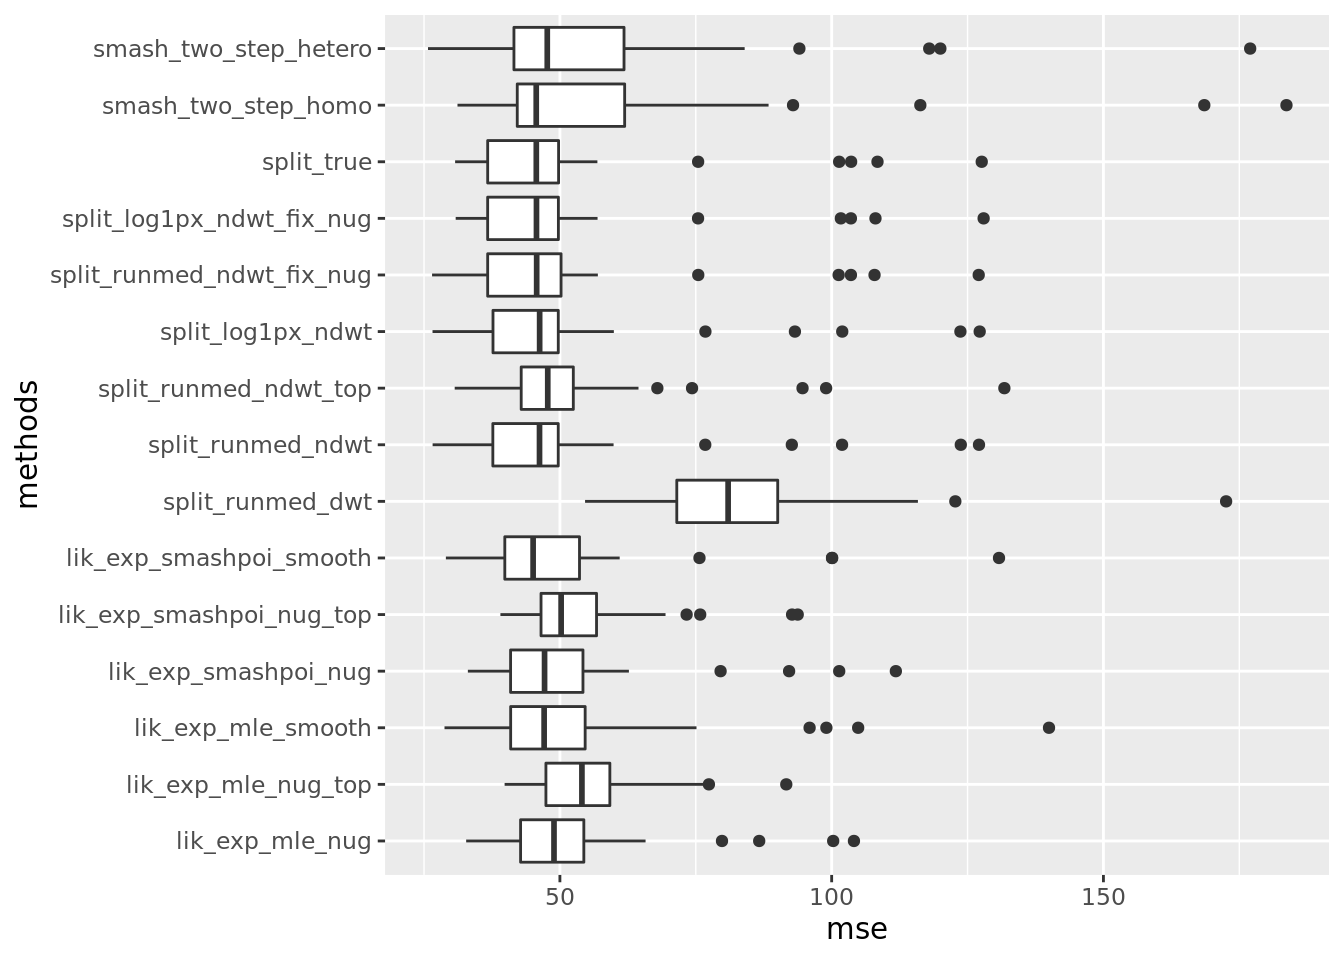 smash_two_step_hetero
smash_two_step_homo
split_true
split_log1px_ndwt_fix_nug
split_runmed_ndwt_fix_nug
split_log1px_ndwt
split_runmed_ndwt_top
split_runmed_ndwt
split_runmed_dwt
lik_exp_smashpoi_smooth
lik_exp_smashpoi_nug_top
lik_exp_smashpoi_nug
lik_exp_mle_smooth
lik_exp_mle_nug_top
lik_exp_mle_nug
methods
50 100 150
mse